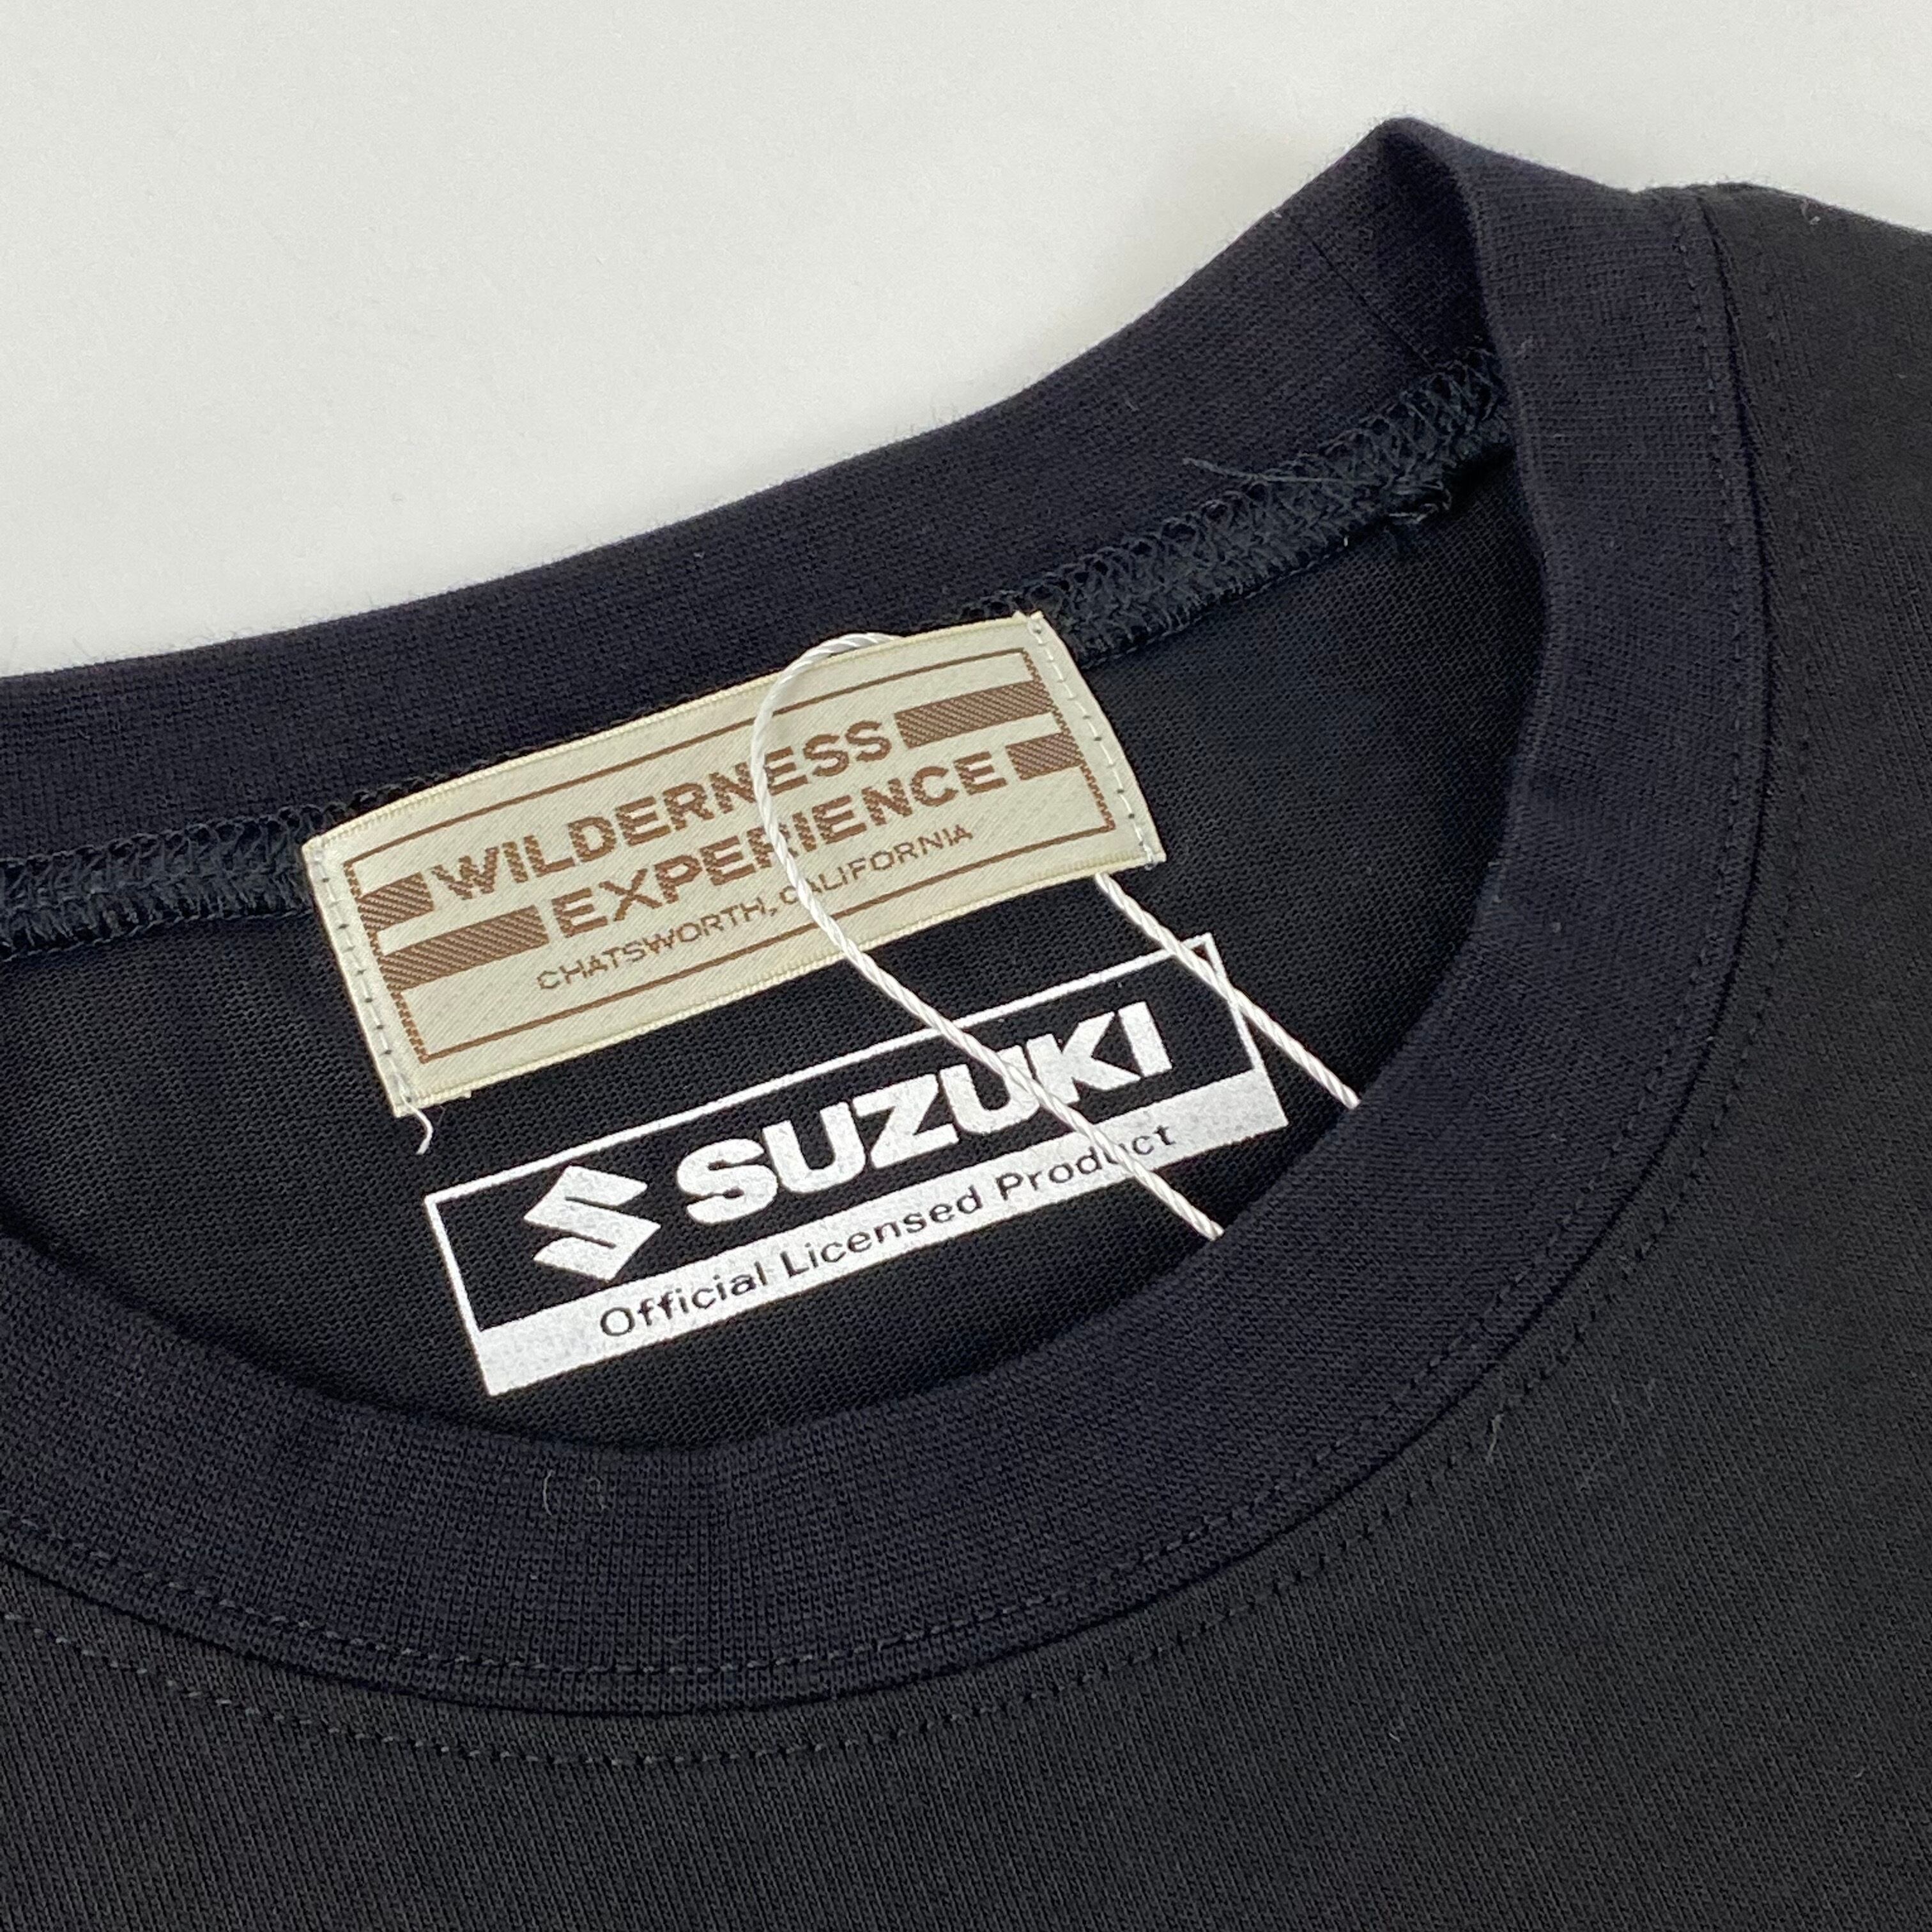 WILDERNESS
EXPERIENCE
CHATSWORTH, CALIFORNIA
SUZUKI
Official Licensed Product